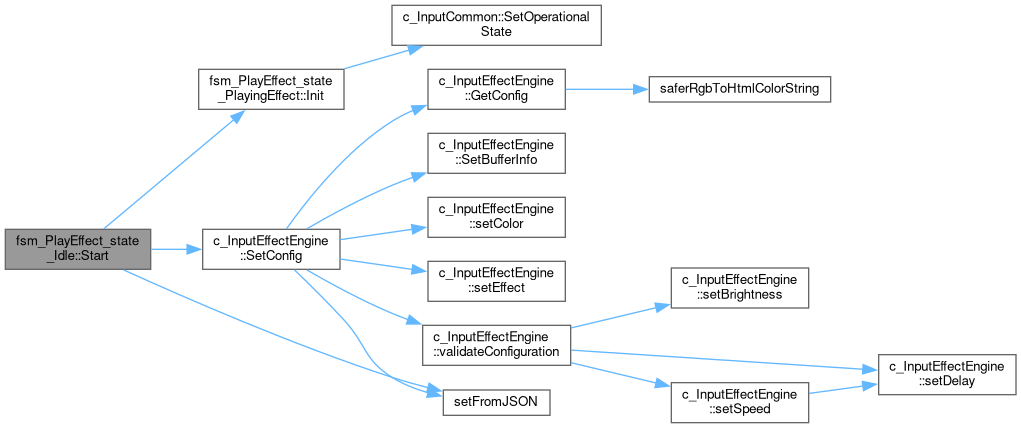 c_InputCommon::SetOperational
State
fsm_PlayEffect_state
_PlayingEffect::Init
c_InputEffectEngine
::GetConfig
saferRgbToHtmlColorString
c_InputEffectEngine
::SetBufferInfo
c_InputEffectEngine
::setColor
fsm_PlayEffect_state
_Idle::Start
c_InputEffectEngine
::SetConfig
c_InputEffectEngine
::setEffect
c_InputEffectEngine
::setBrightness
c_InputEffectEngine
::validateConfiguration
c_InputEffectEngine
::setDelay
setFromJSON
c_InputEffectEngine
::setSpeed